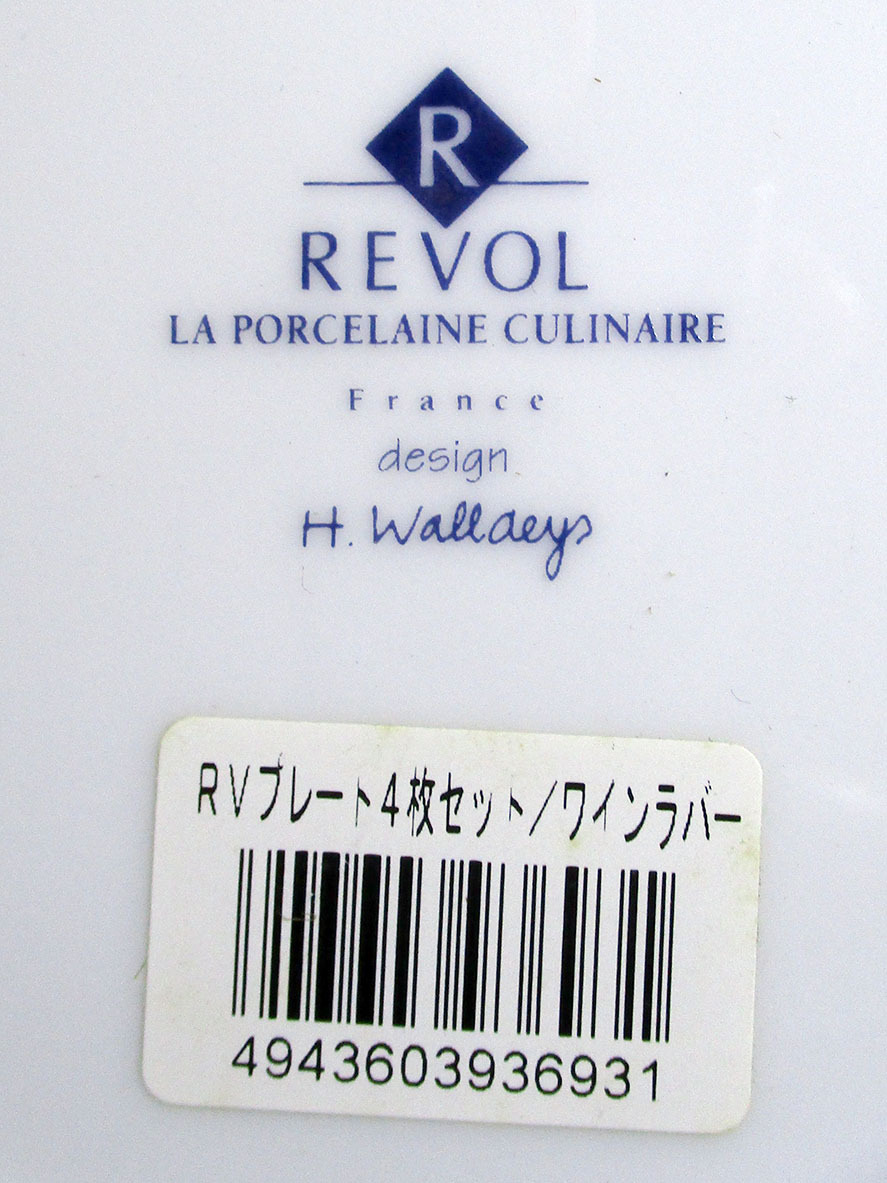 R
REVOL
LA PORCELAINE CULINAIRE
France
design
H. Wallaeys
RVプレート4枚セット/ワインラバー
4943603936931